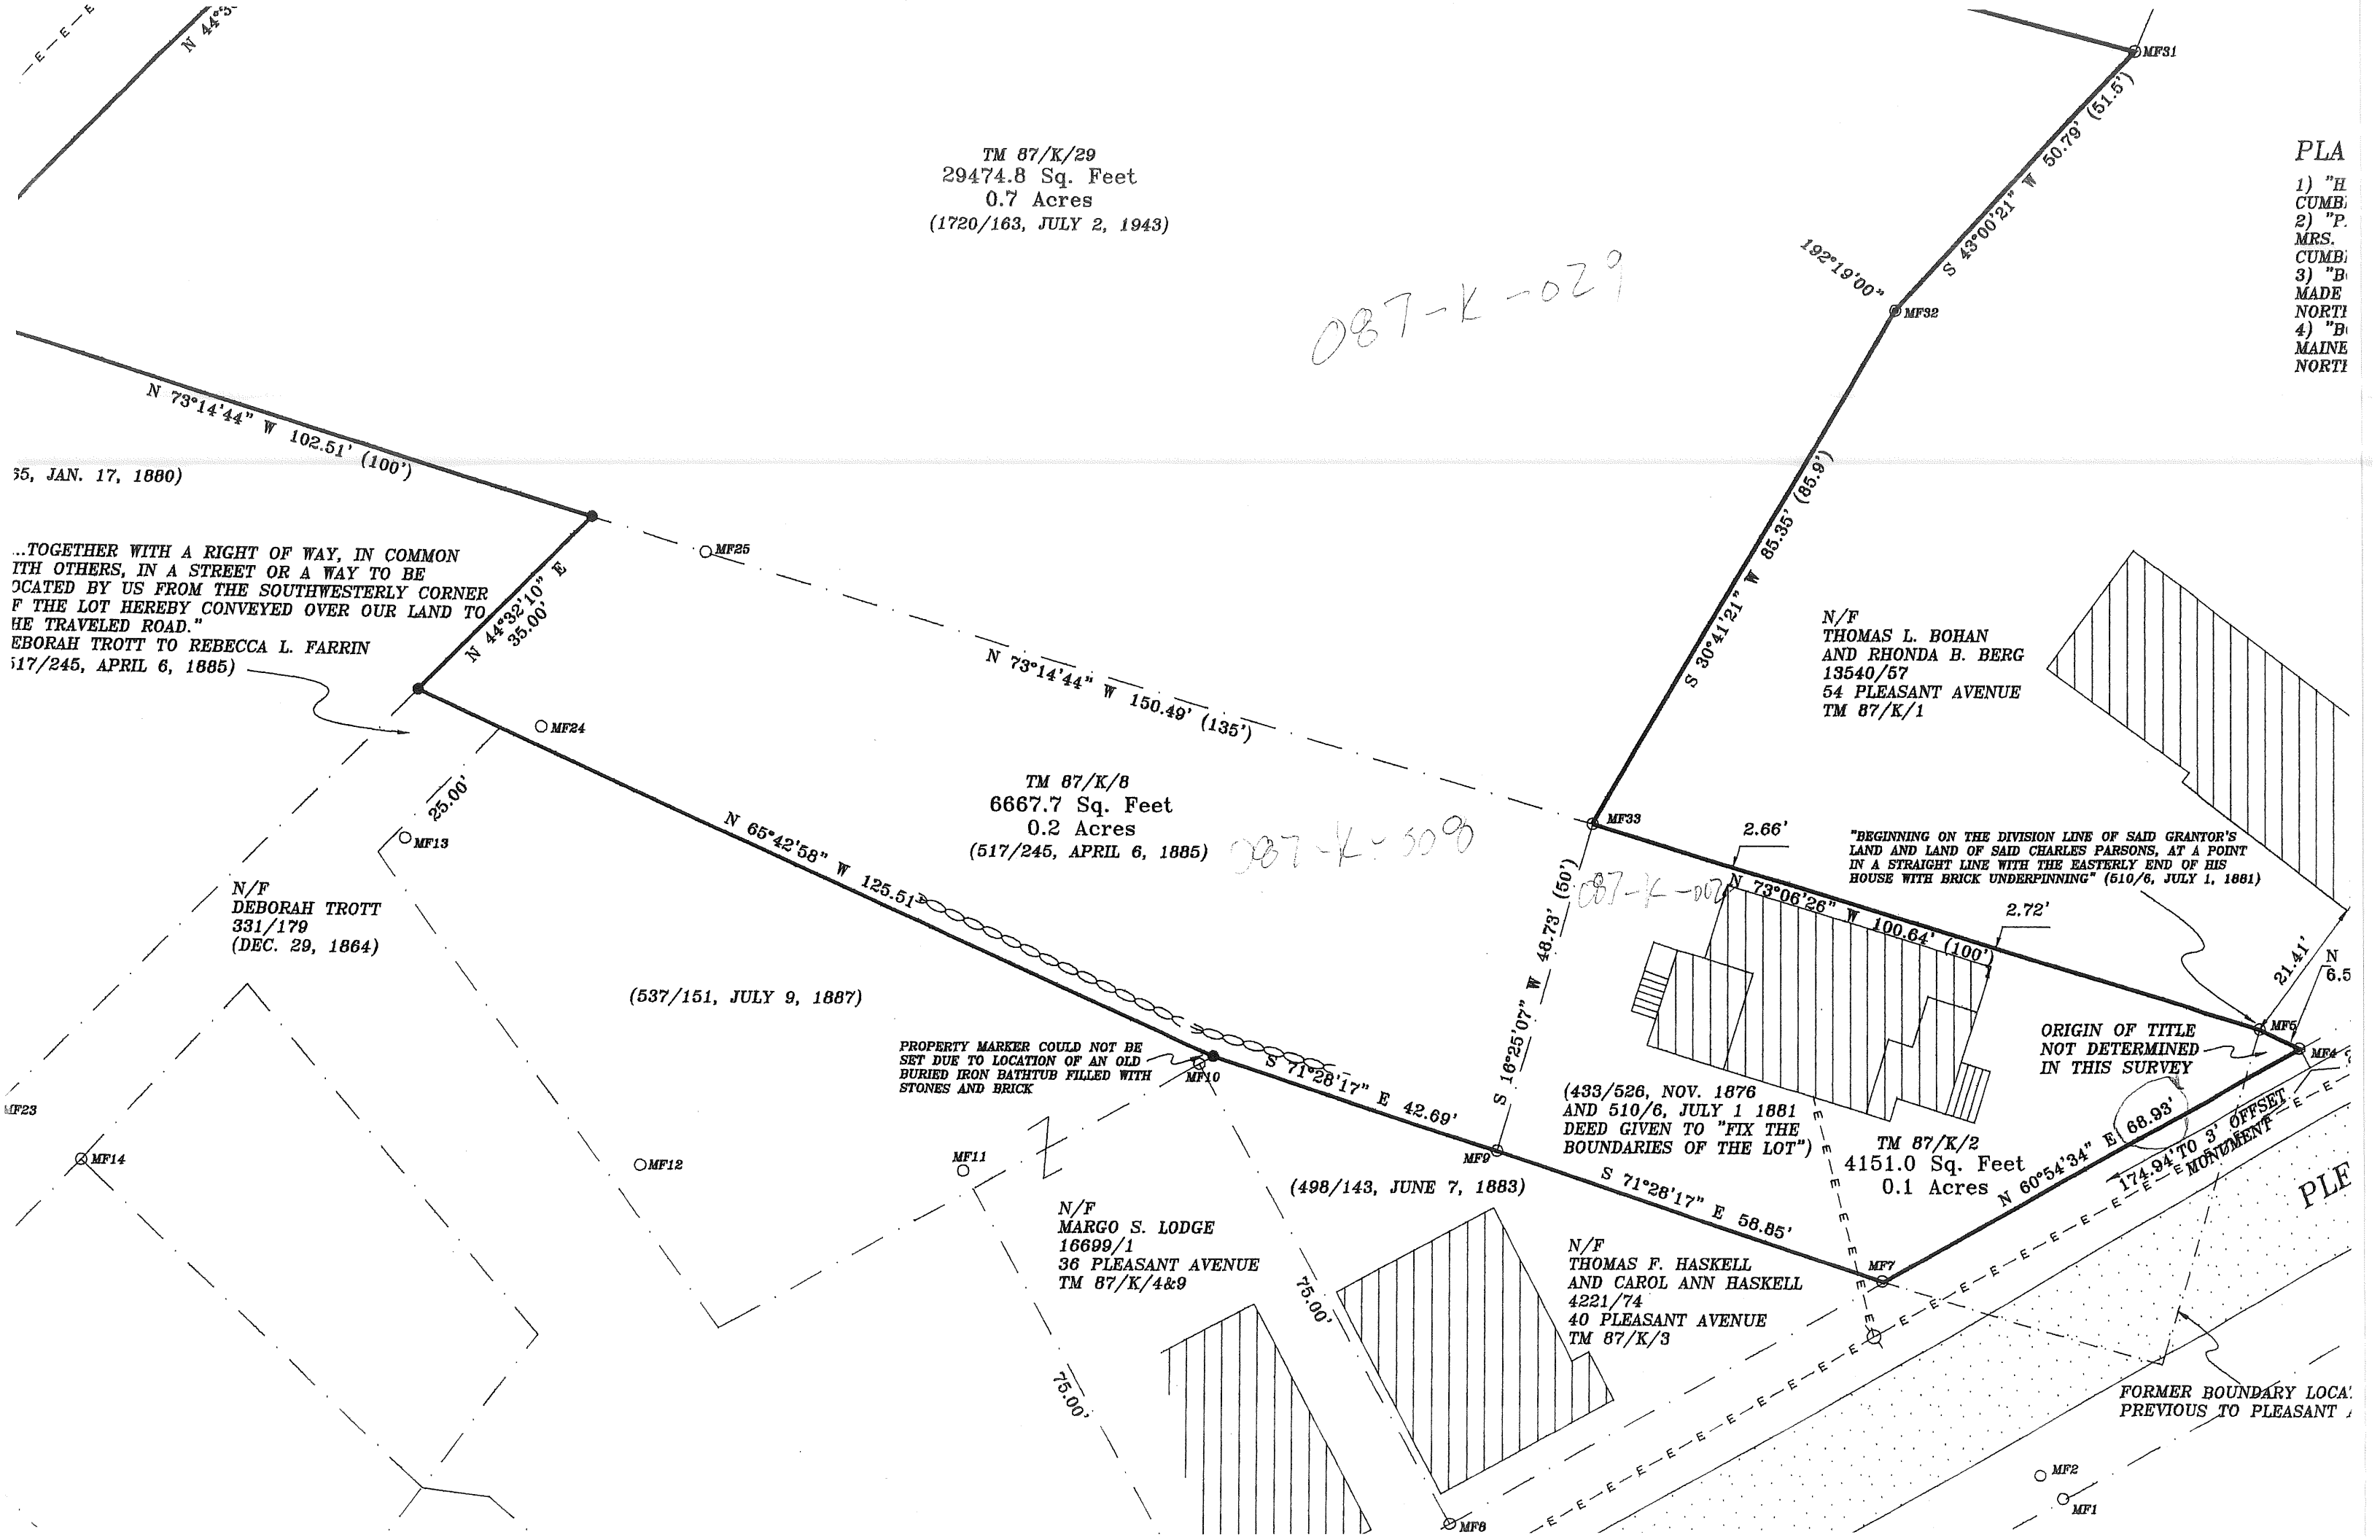 N 44°5
E — E — E
MF31
TM 87/K/29
29474.8 Sq. Feet
0.7 Acres
(1720/163, JULY 2, 1943)
S 43°00'21" W 50.79' (51.5')
PLA
1) "H
CUMB
2) "P.
MRS.
CUMB
3) "B
MADE
NORTH
4) "B
MAINE
NORTH
192°19'00"
MF32
087-K-029
N 73°14'44" W 102.51' (100')
S 30°41'21" W 85.35' (85.9')
35, JAN. 17, 1880)
MF25
...TOGETHER WITH A RIGHT OF WAY, IN COMMON
ITH OTHERS, IN A STREET OR A WAY TO BE
OCATED BY US FROM THE SOUTHWESTERLY CORNER
F THE LOT HEREBY CONVEYED OVER OUR LAND TO
HE TRAVELED ROAD."
EBORAH TROTT TO REBECCA L. FARRIN
517/245, APRIL 6, 1885)
N 44°32'10" E
35.00'
N 73°14'44" W 150.49' (135')
N/F
THOMAS L. BOHAN
AND RHONDA B. BERG
13540/57
54 PLEASANT AVENUE
TM 87/K/1
MF24
25.00'
MF13
TM 87/K/8
6667.7 Sq. Feet
0.2 Acres
(517/245, APRIL 6, 1885)
087-K-008
N 65°42'58" W 125.51'
MF33
2.66'
"BEGINNING ON THE DIVISION LINE OF SAID GRANTOR'S
LAND AND LAND OF SAID CHARLES PARSONS, AT A POINT
IN A STRAIGHT LINE WITH THE EASTERLY END OF HIS
HOUSE WITH BRICK UNDERPINNING" (510/6, JULY 1, 1881)
087-K-002
N 73°06'26" W 100.64' (100')
2.72'
S 16°25'07" W 48.73' (50')
21.41'
N
6.5
N/F
DEBORAH TROTT
331/179
(DEC. 29, 1864)
(537/151, JULY 9, 1887)
PROPERTY MARKER COULD NOT BE
SET DUE TO LOCATION OF AN OLD
BURIED IRON BATHTUB FILLED WITH
STONES AND BRICK
MF10
S 71°28'17" E 42.69'
MF5
MF4
ORIGIN OF TITLE
NOT DETERMINED
IN THIS SURVEY
(433/526, NOV. 1876
AND 510/6, JULY 1 1881
DEED GIVEN TO "FIX THE
BOUNDARIES OF THE LOT")
TM 87/K/2
4151.0 Sq. Feet
0.1 Acres
N 60°54'34" E 68.93'
174.94' TO 3' OFFSET
MONUMENT
PLE
MF23
MF14
MF12
MF11
Z
MF9
(498/143, JUNE 7, 1883)
S 71°28'17" E 58.85'
N/F
MARGO S. LODGE
16699/1
36 PLEASANT AVENUE
TM 87/K/4&9
75.00'
75.00'
N/F
THOMAS F. HASKELL
AND CAROL ANN HASKELL
4221/74
40 PLEASANT AVENUE
TM 87/K/3
MF7
FORMER BOUNDARY LOCA
PREVIOUS TO PLEASANT
MF2
MF1
MF8